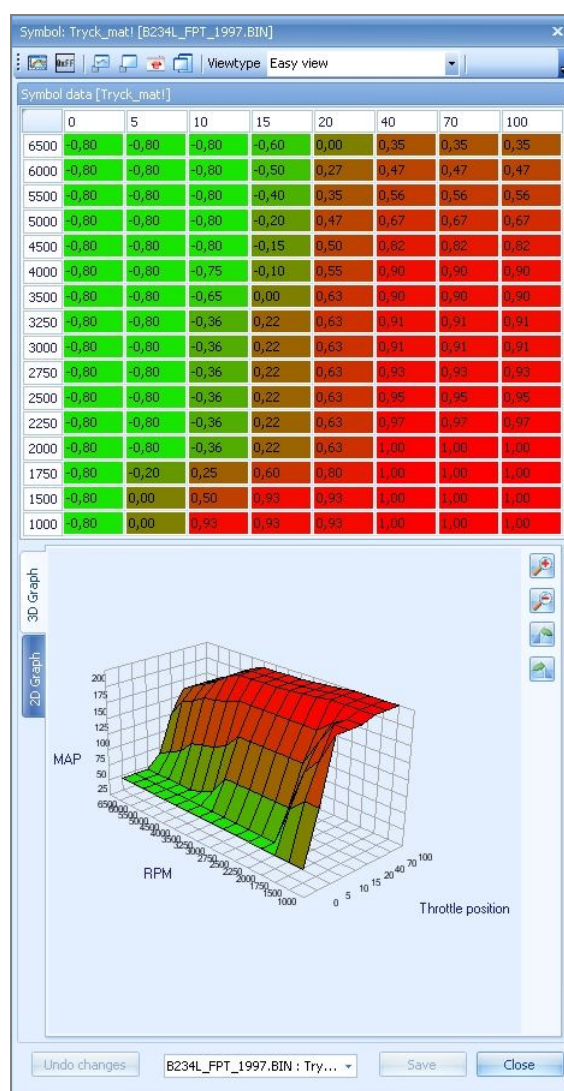 Symbol: Tryck_mat! [B234L_FPT_1997.BIN]
0xFF Viewtype Easy view
Symbol data [Tryck_mat!]
0 5 10 15 20 40 70 100
6500 -0,80 -0,80 -0,80 -0,60 0,00 0,35 0,35 0,35
6000 -0,80 -0,80 -0,80 -0,50 0,27 0,47 0,47 0,47
5500 -0,80 -0,80 -0,80 -0,40 0,35 0,56 0,56 0,56
5000 -0,80 -0,80 -0,80 -0,20 0,47 0,67 0,67 0,67
4500 -0,80 -0,80 -0,80 -0,15 0,50 0,82 0,82 0,82
4000 -0,80 -0,80 -0,75 -0,10 0,55 0,90 0,90 0,90
3500 -0,80 -0,80 -0,65 0,00 0,63 0,90 0,90 0,90
3250 -0,80 -0,80 -0,36 0,22 0,63 0,91 0,91 0,91
3000 -0,80 -0,80 -0,36 0,22 0,63 0,91 0,91 0,91
2750 -0,80 -0,80 -0,36 0,22 0,63 0,93 0,93 0,93
2500 -0,80 -0,80 -0,36 0,22 0,63 0,95 0,95 0,95
2250 -0,80 -0,80 -0,36 0,22 0,63 0,97 0,97 0,97
2000 -0,80 -0,80 -0,36 0,22 0,63 1,00 1,00 1,00
1750 -0,80 -0,20 0,25 0,60 0,80 1,00 1,00 1,00
1500 -0,80 0,00 0,50 0,93 0,93 1,00 1,00 1,00
1000 -0,80 0,00 0,93 0,93 0,93 1,00 1,00 1,00
3D Graph
2D Graph
200
175
150
125
100
75
50
25
MAP
6500
6000
5500
5000
4500
4000
3500
3250
3000
2750
2500
2250
2000
1750
1500
1000
RPM
0 5 10 15 20 40 70 100
Throttle position
Undo changes B234L_FPT_1997.BIN : Try... Save Close